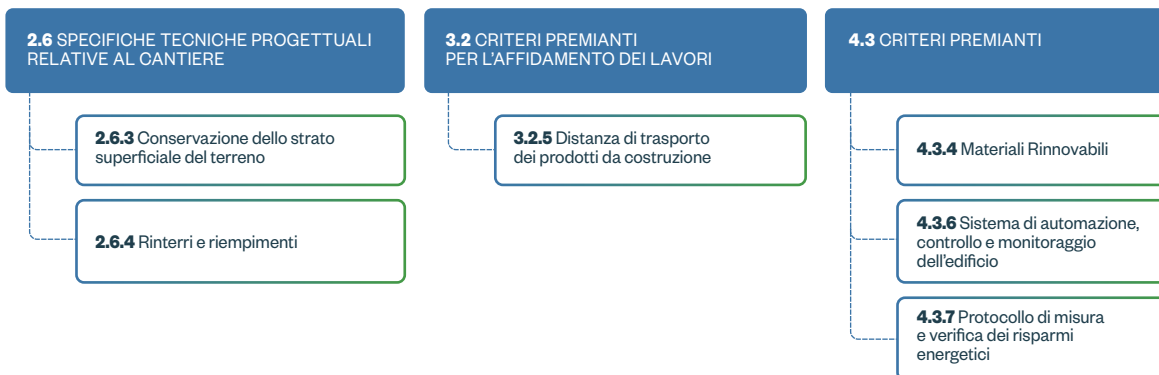 2.6 SPECIFICHE TECNICHE PROGETTUALI
RELATIVE AL CANTIERE
2.6.3 Conservazione dello strato
superficiale del terreno
2.6.4 Rinterri e riempimenti
3.2 CRITERI PREMIANTI
PER L'AFFIDAMENTO DEI LAVORI
3.2.5 Distanza di trasporto
dei prodotti da costruzione
4.3 CRITERI PREMIANTI
4.3.4 Materiali Rinnovabili
4.3.6 Sistema di automazione,
controllo e monitoraggio
dell'edificio
4.3.7 Protocollo di misura
e verifica dei risparmi
energetici